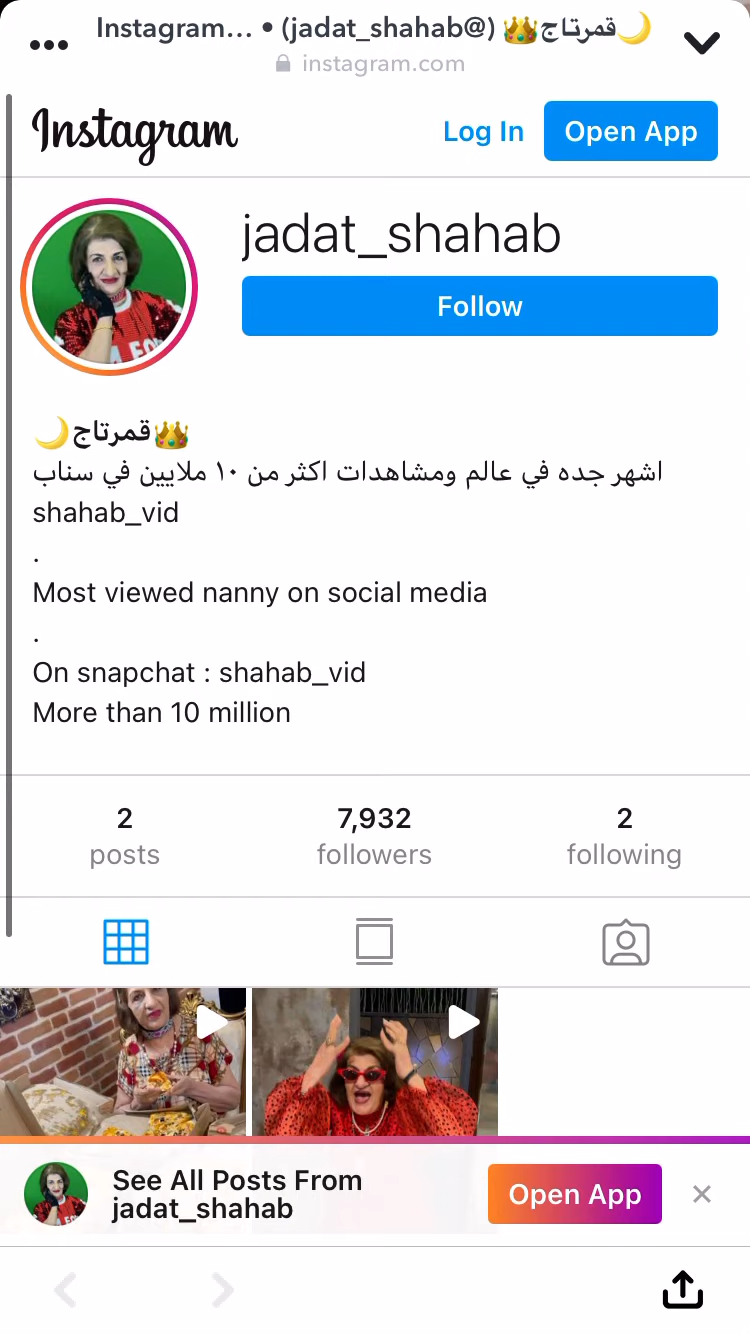 🌙قمرتاج👑 (@jadat_shahab) • Instagram...
instagram.com
Instagram
Log In
Open App
jadat_shahab
Follow
🌙قمرتاج👑
اشهر جده في عالم ومشاهدات اكثر من ١٠ ملايين في سناب
shahab_vid
.
Most viewed nanny on social media
.
On snapchat : shahab_vid
More than 10 million
2
posts
7,932
followers
2
following
See All Posts From
jadat_shahab
Open App